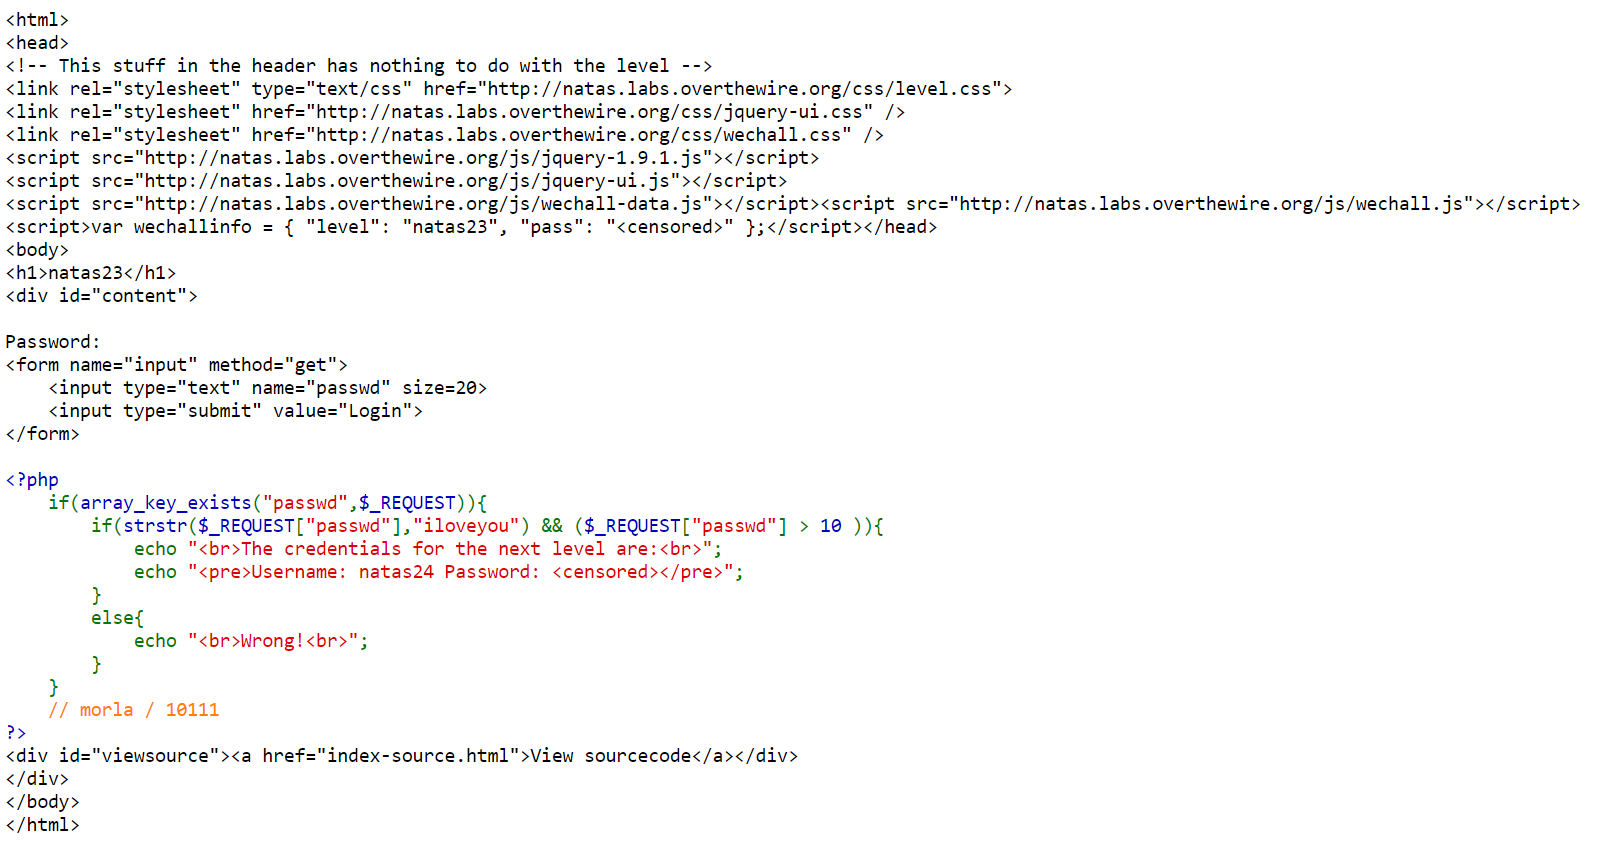 <html>
<head>
<!-- This stuff in the header has nothing to do with the level -->
<link rel="stylesheet" type="text/css" href="http://natas.labs.overthewire.org/css/level.css">
<link rel="stylesheet" href="http://natas.labs.overthewire.org/css/jquery-ui.css" />
<link rel="stylesheet" href="http://natas.labs.overthewire.org/css/wechall.css" />
<script src="http://natas.labs.overthewire.org/js/jquery-1.9.1.js"></script>
<script src="http://natas.labs.overthewire.org/js/jquery-ui.js"></script>
<script src="http://natas.labs.overthewire.org/js/wechall-data.js"></script><script src="http://natas.labs.overthewire.org/js/wechall.js"></script>
<script>var wechallinfo = { "level": "natas23", "pass": "<censored>" };</script></head>
<body>
<h1>natas23</h1>
<div id="content">

Password:
<form name="input" method="get">
    <input type="text" name="passwd" size=20>
    <input type="submit" value="Login">
</form>

<?php
    if(array_key_exists("passwd",$_REQUEST)){
        if(strstr($_REQUEST["passwd"],"iloveyou") && ($_REQUEST["passwd"] > 10 )){
            echo "<br>The credentials for the next level are:<br>";
            echo "<pre>Username: natas24 Password: <censored></pre>";
        }
        else{
            echo "<br>Wrong!<br>";
        }
    }
    // morla / 10111
?>
<div id="viewsource"><a href="index-source.html">View sourcecode</a></div>
</div>
</body>
</html>